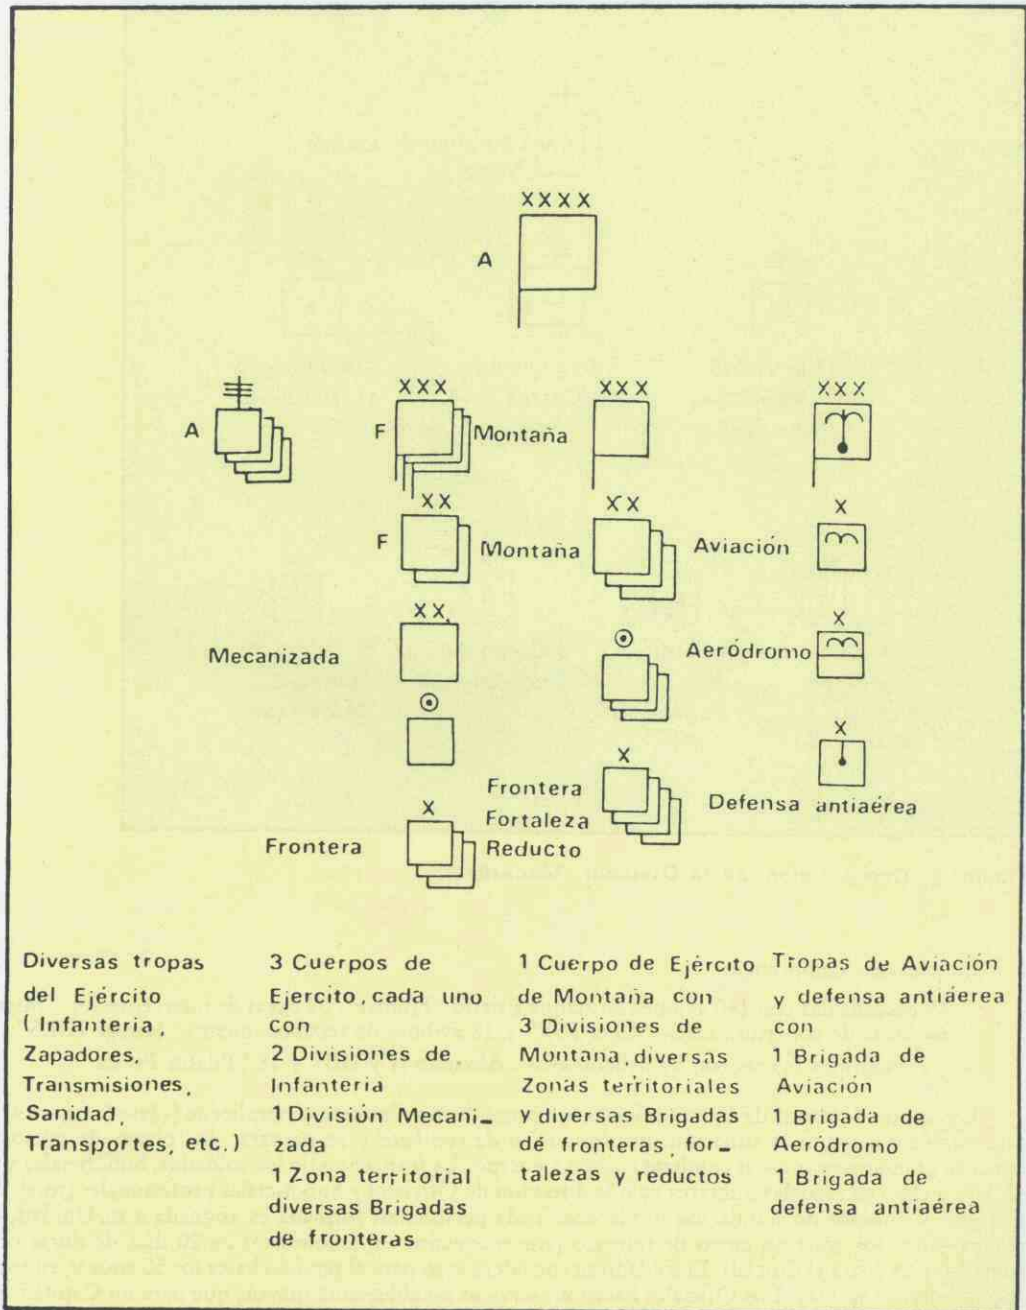 XXXX
A
XXX
XXX
XXX
A
F
Montaña
XX
XX
X
F
Montaña
Aviación
XX
X
Mecanizada
Aeródromo
X
X
Frontera
Defensa antiaérea
X
Fortaleza
Frontera
Reducto
Diversas tropas
del Ejército
(Infanteria,
Zapadores,
Transmisiones,
Sanidad,
Transportes, etc.)
3 Cuerpos de
Ejercito, cada uno
con
2 Divisiones de
Infanteria
1 División Mecani-
zada
1 Zona territorial
diversas Brigadas
de fronteras
1 Cuerpo de Ejército
de Montaña con
3 Divisiones de
Montana, diversas
Zonas territoriales
y diversas Brigadas
dé fronteras, for-
talezas y reductos
Tropas de Aviación
y defensa antiáerea
con
1 Brigada de
Aviación
1 Brigada de
Aeródromo
1 Brigada de
defensa antiaérea